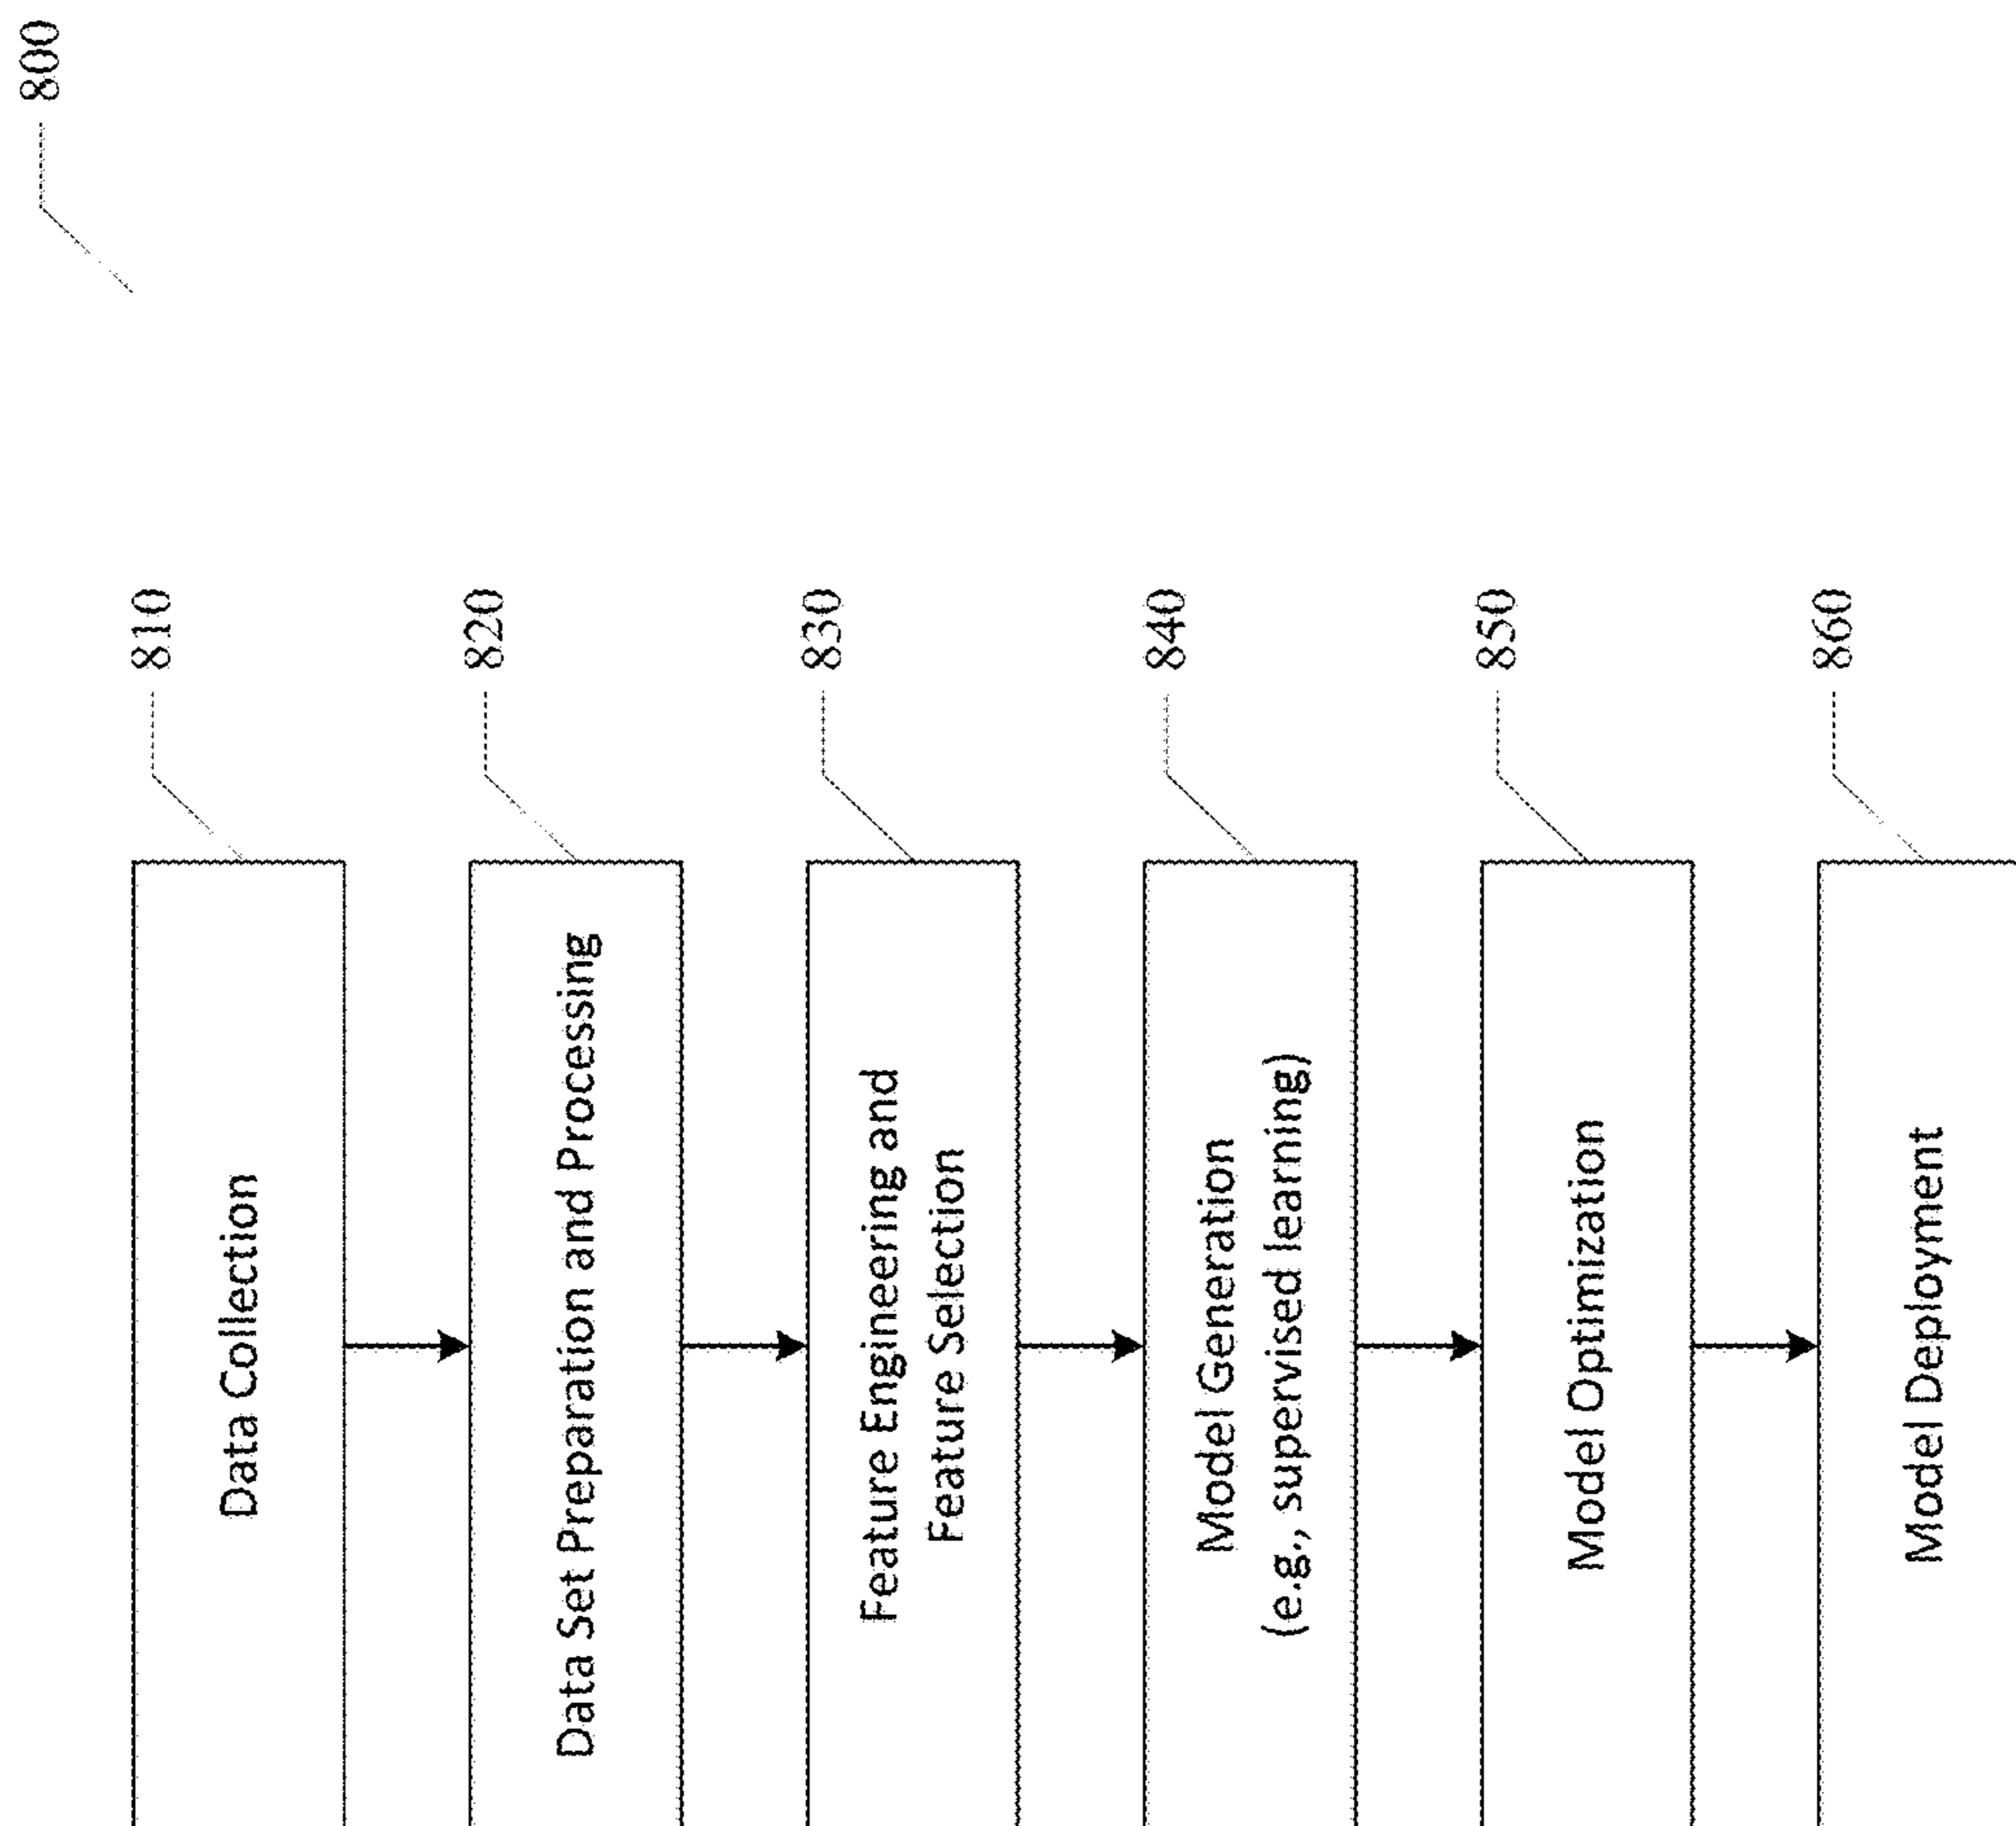 800
810
Data Collection
820
Data Set Preparation and Processing
830
Feature Engineering and
Feature Selection
840
Model Generation
(e.g., supervised learning)
850
Model Optimization
860
Model Deployment